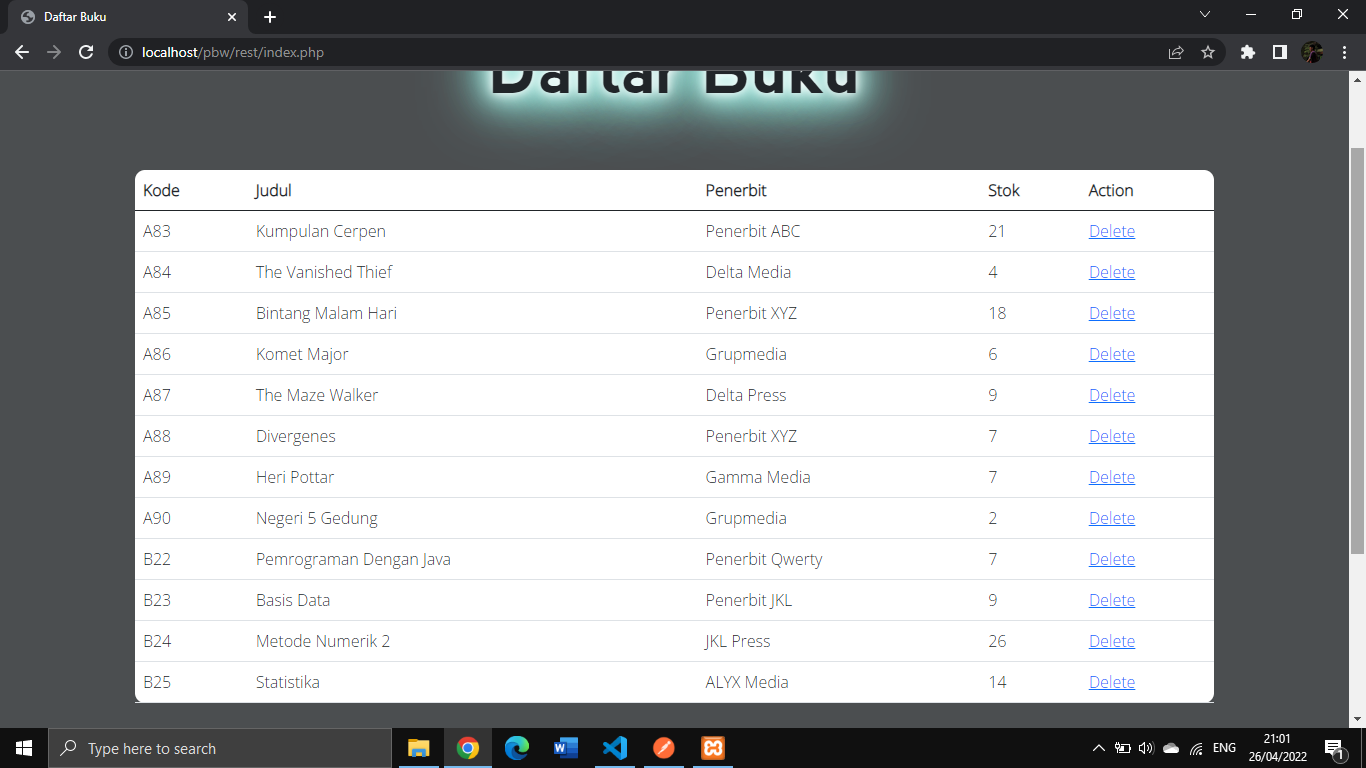 Daftar Buku
localhost/pbw/rest/index.php
Daftar Buku
Kode Judul Penerbit Stok Action
A83 Kumpulan Cerpen Penerbit ABC 21 Delete
A84 The Vanished Thief Delta Media 4 Delete
A85 Bintang Malam Hari Penerbit XYZ 18 Delete
A86 Komet Major Grupmedia 6 Delete
A87 The Maze Walker Delta Press 9 Delete
A88 Divergenes Penerbit XYZ 7 Delete
A89 Heri Pottar Gamma Media 7 Delete
A90 Negeri 5 Gedung Grupmedia 2 Delete
B22 Pemrograman Dengan Java Penerbit Qwerty 7 Delete
B23 Basis Data Penerbit JKL 9 Delete
B24 Metode Numerik 2 JKL Press 26 Delete
B25 Statistika ALYX Media 14 Delete
Type here to search
ENG
21:01
26/04/2022
1